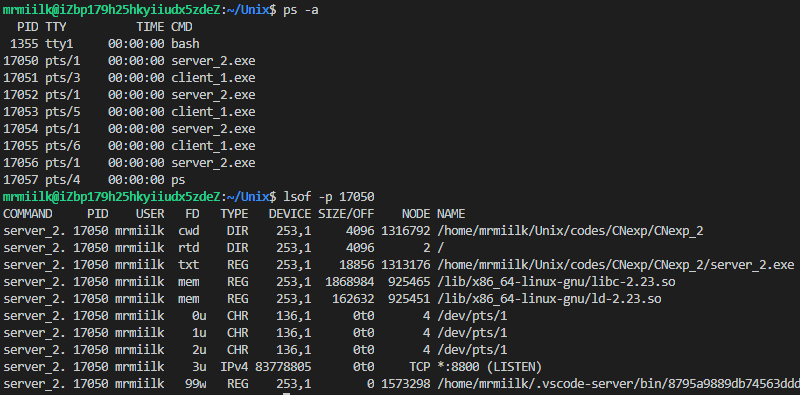 mrmiilk@iZbp179h25hkyiiudx5zdeZ:~/Unix$ ps -a
PID TTY TIME CMD
1355 tty1 00:00:00 bash
17050 pts/1 00:00:00 server_2.exe
17051 pts/3 00:00:00 client_1.exe
17052 pts/1 00:00:00 server_2.exe
17053 pts/5 00:00:00 client_1.exe
17054 pts/1 00:00:00 server_2.exe
17055 pts/6 00:00:00 client_1.exe
17056 pts/1 00:00:00 server_2.exe
17057 pts/4 00:00:00 ps
mrmiilk@iZbp179h25hkyiiudx5zdeZ:~/Unix$ lsof -p 17050
COMMAND PID USER FD TYPE DEVICE SIZE/OFF NODE NAME
server_2. 17050 mrmiilk cwd DIR 253,1 4096 1316792 /home/mrmiilk/Unix/codes/CNexp/CNexp_2
server_2. 17050 mrmiilk rtd DIR 253,1 4096 2 /
server_2. 17050 mrmiilk txt REG 253,1 18856 1313176 /home/mrmiilk/Unix/codes/CNexp/CNexp_2/server_2.exe
server_2. 17050 mrmiilk mem REG 253,1 1868984 925465 /lib/x86_64-linux-gnu/libc-2.23.so
server_2. 17050 mrmiilk mem REG 253,1 162632 925451 /lib/x86_64-linux-gnu/ld-2.23.so
server_2. 17050 mrmiilk 0u CHR 136,1 0t0 4 /dev/pts/1
server_2. 17050 mrmiilk 1u CHR 136,1 0t0 4 /dev/pts/1
server_2. 17050 mrmiilk 2u CHR 136,1 0t0 4 /dev/pts/1
server_2. 17050 mrmiilk 3u IPv4 83778805 0t0 TCP *:8800 (LISTEN)
server_2. 17050 mrmiilk 99w REG 253,1 0 1573298 /home/mrmiilk/.vscode-server/bin/8795a9889db74563ddd